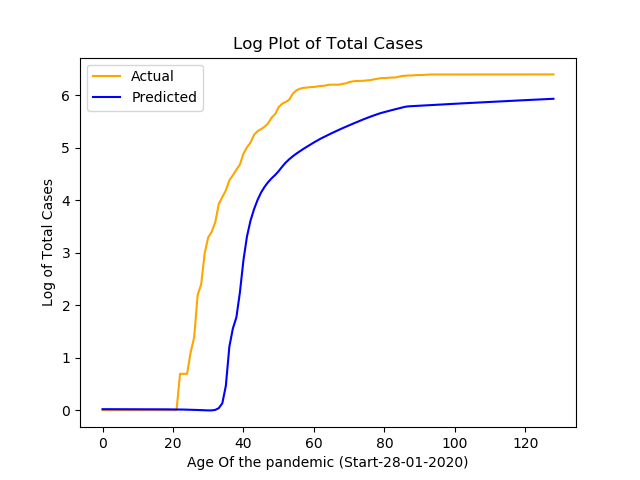 Log Plot of Total Cases
Actual
Predicted
Log of Total Cases
6
5
4
3
2
1
0
0 20 40 60 80 100 120
Age Of the pandemic (Start-28-01-2020)